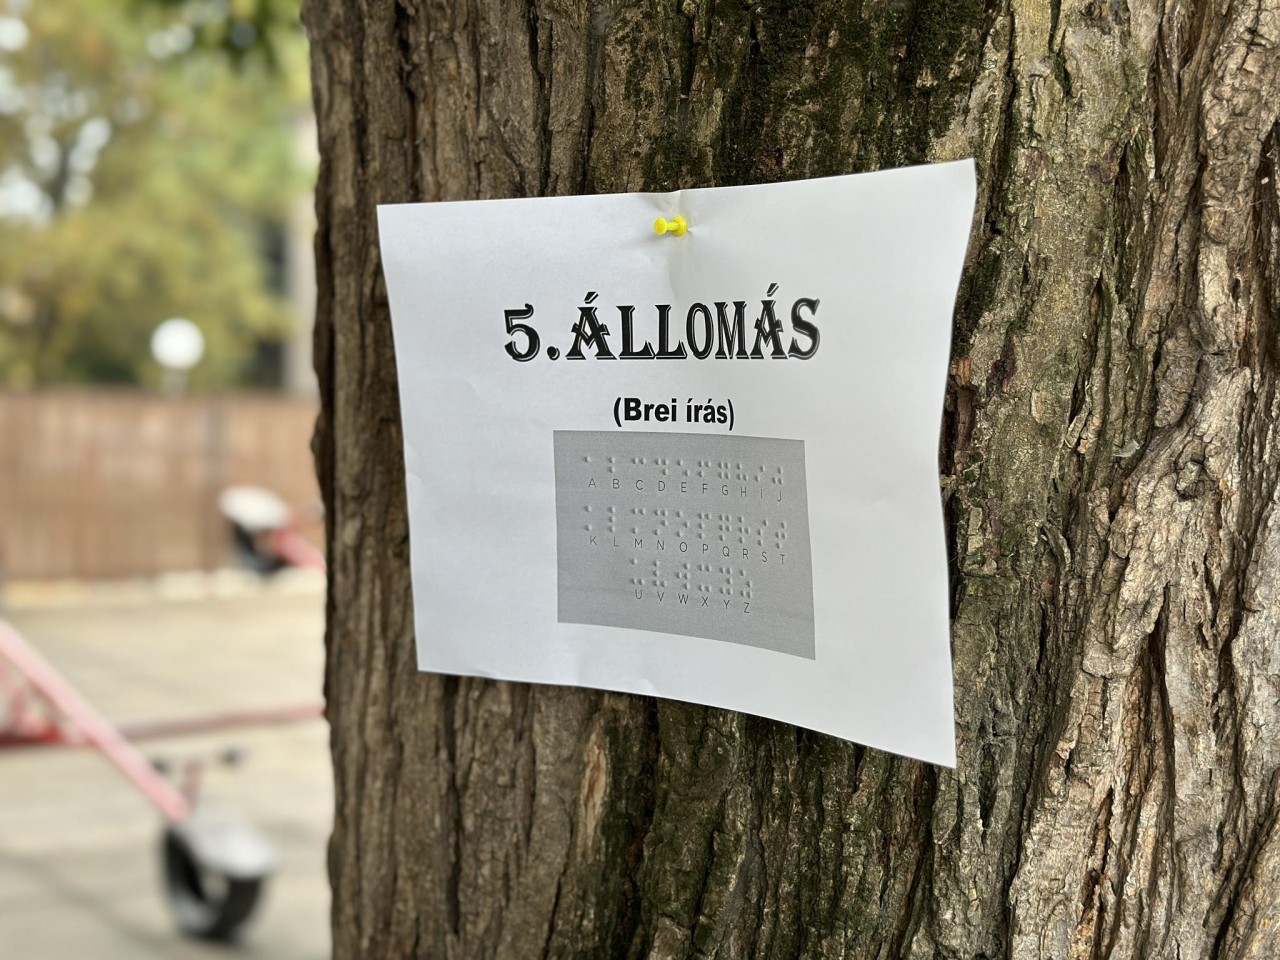 5. ÁLLOMÁS
(Brei írás)
A B C D E F G H I J
K L M N O P Q R S T
U V W X Y Z